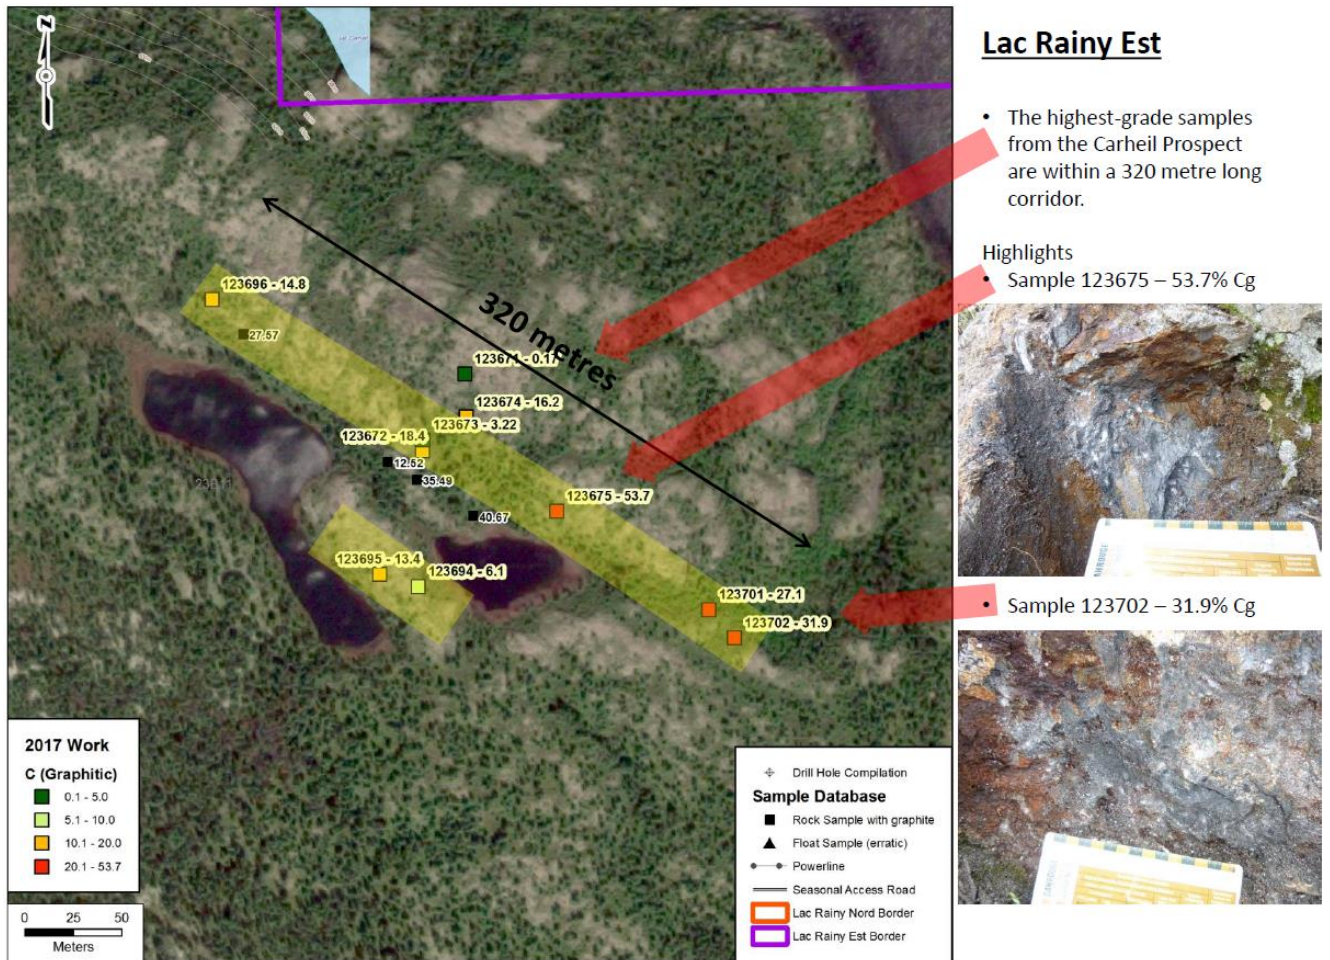 N
Lac Rainy Est
• The highest-grade samples
from the Carheil Prospect
are within a 320 metre long
corridor.
Highlights
• Sample 123675 – 53.7% Cg
• Sample 123702 – 31.9% Cg
320 metres
123696 - 14.8
27.57
123671 - 0.17
123674 - 16.2
123673 - 3.22
123672 - 18.4
12.52
35.49
123675 - 53.7
40.67
123695 - 13.4
123694 - 6.1
123701 - 27.1
123702 - 31.9
2017 Work
C (Graphitic)
0.1 - 5.0
5.1 - 10.0
10.1 - 20.0
20.1 - 53.7
0 25 50
Meters
Drill Hole Compilation
Sample Database
Rock Sample with graphite
Float Sample (erratic)
Powerline
Seasonal Access Road
Lac Rainy Nord Border
Lac Rainy Est Border